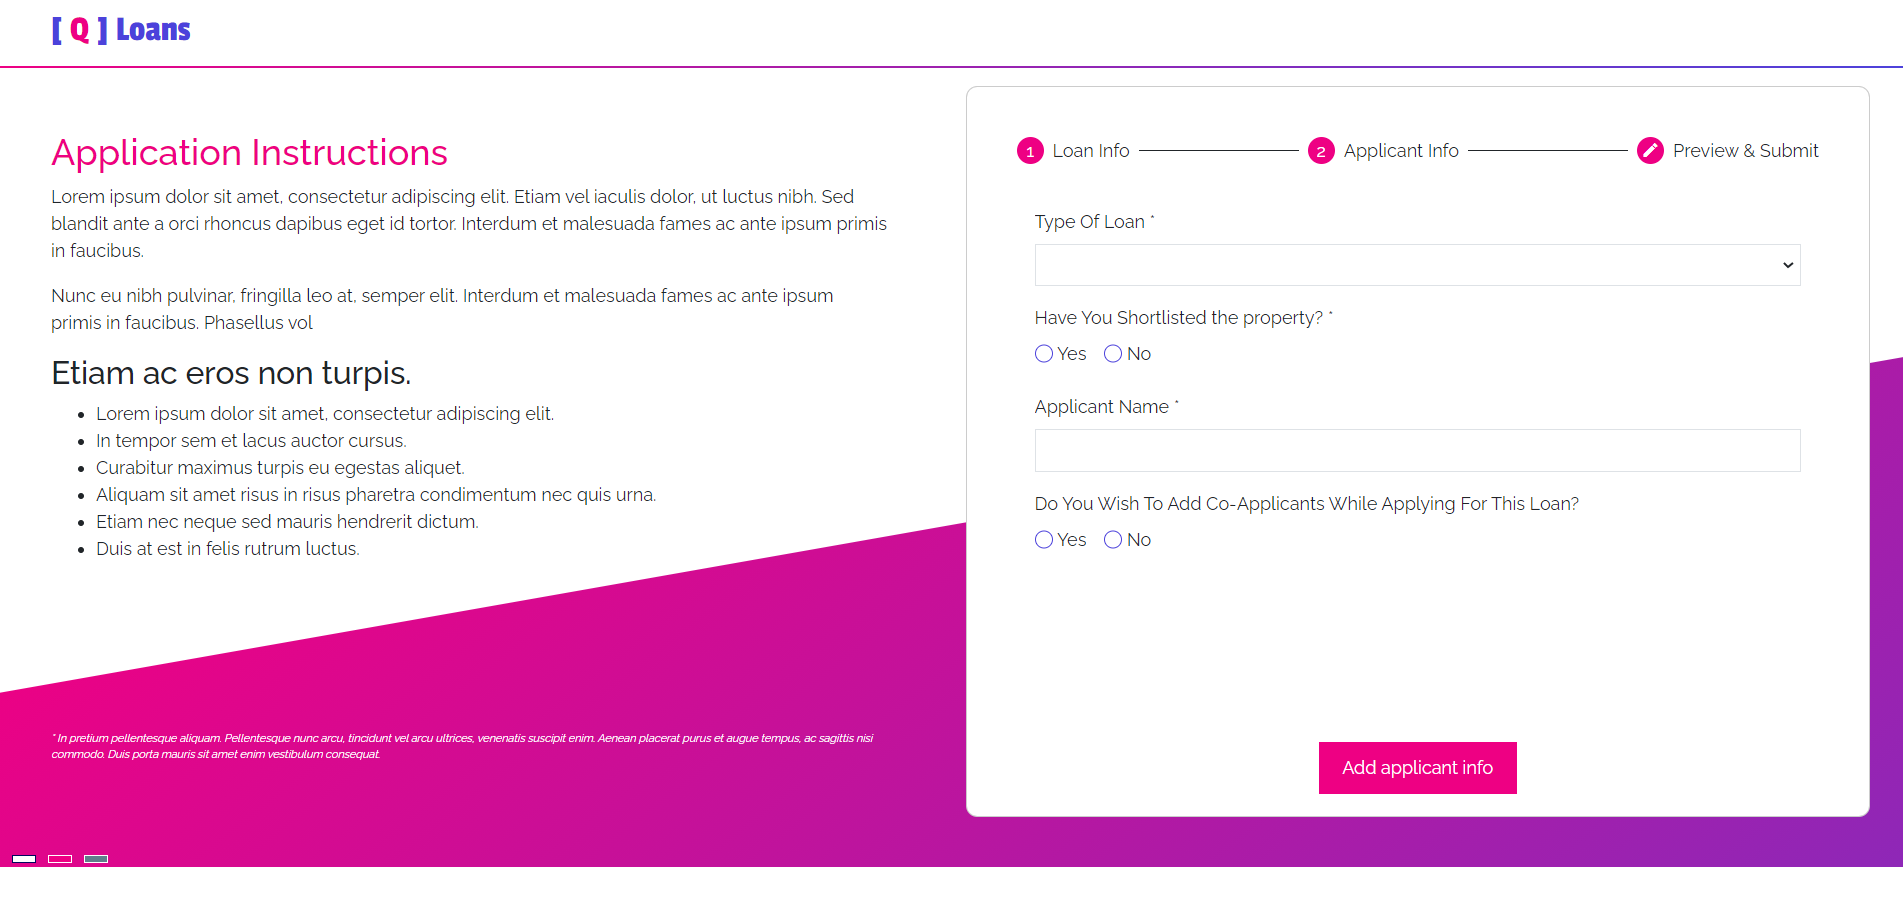 [ Q ] Loans
Application Instructions
Lorem ipsum dolor sit amet, consectetur adipiscing elit. Etiam vel iaculis dolor, ut luctus nibh. Sed
blandit ante a orci rhoncus dapibus eget id tortor. Interdum et malesuada fames ac ante ipsum primis
in faucibus.
Nunc eu nibh pulvinar, fringilla leo at, semper elit. Interdum et malesuada fames ac ante ipsum
primis in faucibus. Phasellus vol
Etiam ac eros non turpis.
• Lorem ipsum dolor sit amet, consectetur adipiscing elit.
• In tempor sem et lacus auctor cursus.
• Curabitur maximus turpis eu egestas aliquet.
• Aliquam sit amet risus in risus pharetra condimentum nec quis urna.
• Etiam nec neque sed mauris hendrerit dictum.
• Duis at est in felis rutrum luctus.
* In pretium pellentesque aliquam. Pellentesque nunc arcu, tincidunt vel arcu ultrices, venenatis suscipit enim. Aenean placerat purus et augue tempus, ac sagittis nisi
commodo. Duis porta mauris sit amet enim vestibulum consequat.
1 Loan Info 2 Applicant Info Preview & Submit
Type Of Loan *
Have You Shortlisted the property? *
Yes No
Applicant Name *
Do You Wish To Add Co-Applicants While Applying For This Loan?
Yes No
Add applicant info